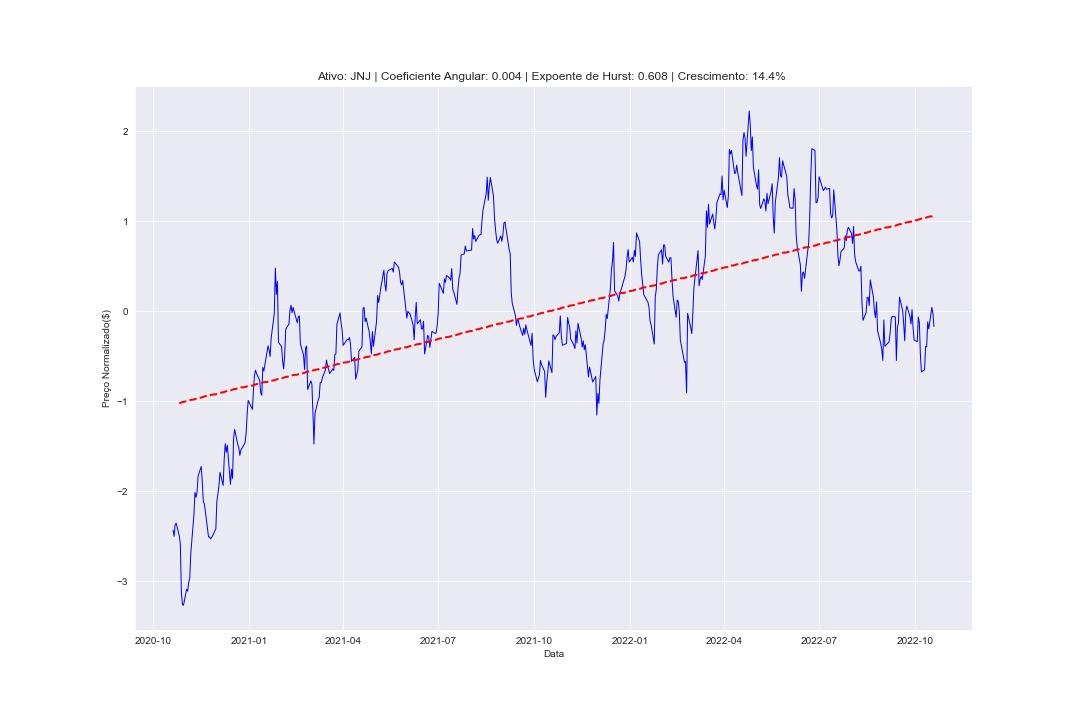 Ativo: JNJ | Coeficiente Angular: 0.004 | Expoente de Hurst: 0.608 | Crescimento: 14.4%
Preço Normalizado($)
2
1
0
−1
−2
−3
2020-10 2021-01 2021-04 2021-07 2021-10 2022-01 2022-04 2022-07 2022-10
Data